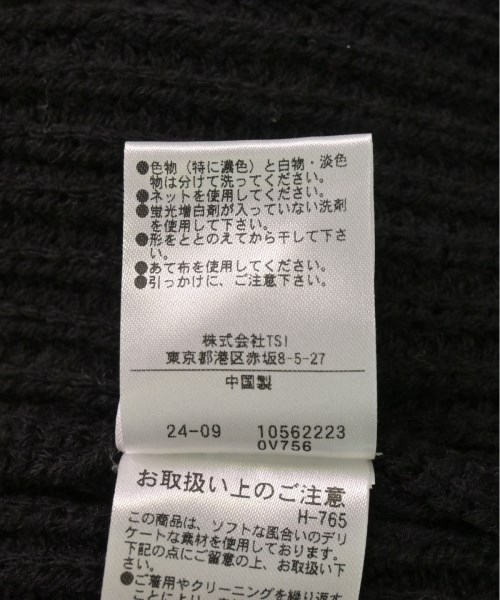 ●色物（特に濃色）と白物・淡色
物は分けて洗ってください。
●ネットを使用してください。
●蛍光増白剤が入っていない洗剤
を使用して下さい。
●形をととのえてから干して下さ
い。
●あて布を使用してください。
●引っかけに、ご注意下さい。
株式会社TSI
東京都港区赤坂8-5-27
中国製
24-09 10562223
0V756
お取扱い上のご注意
H-765
この商品は、ソフトな風合いのデリ
ケートな素材を使用しております。
下記の点にご留意の上、お取扱い下
さい。
●ご着用やクリーニングを繰り返す